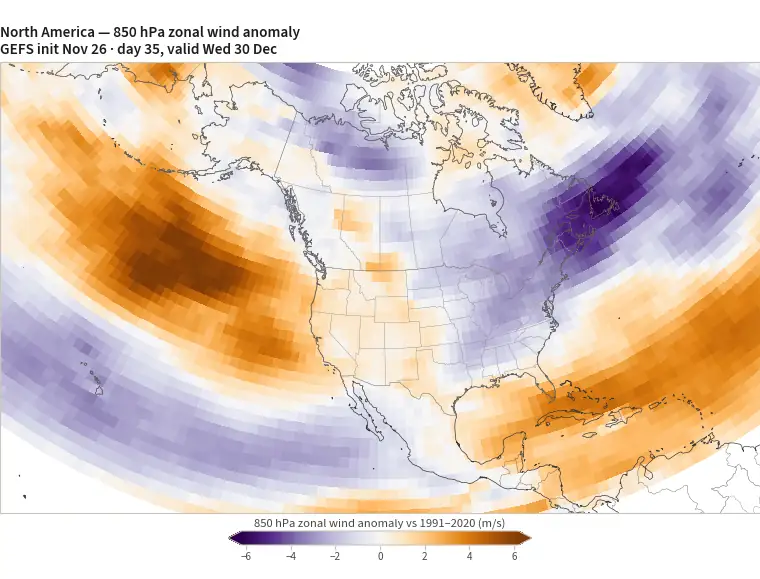 North America — 850 hPa zonal wind anomaly
GEFS init Nov 26 · day 35, valid Wed 30 Dec
850 hPa zonal wind anomaly vs 1991–2020 (m/s)
−6 −4 −2 0 2 4 6